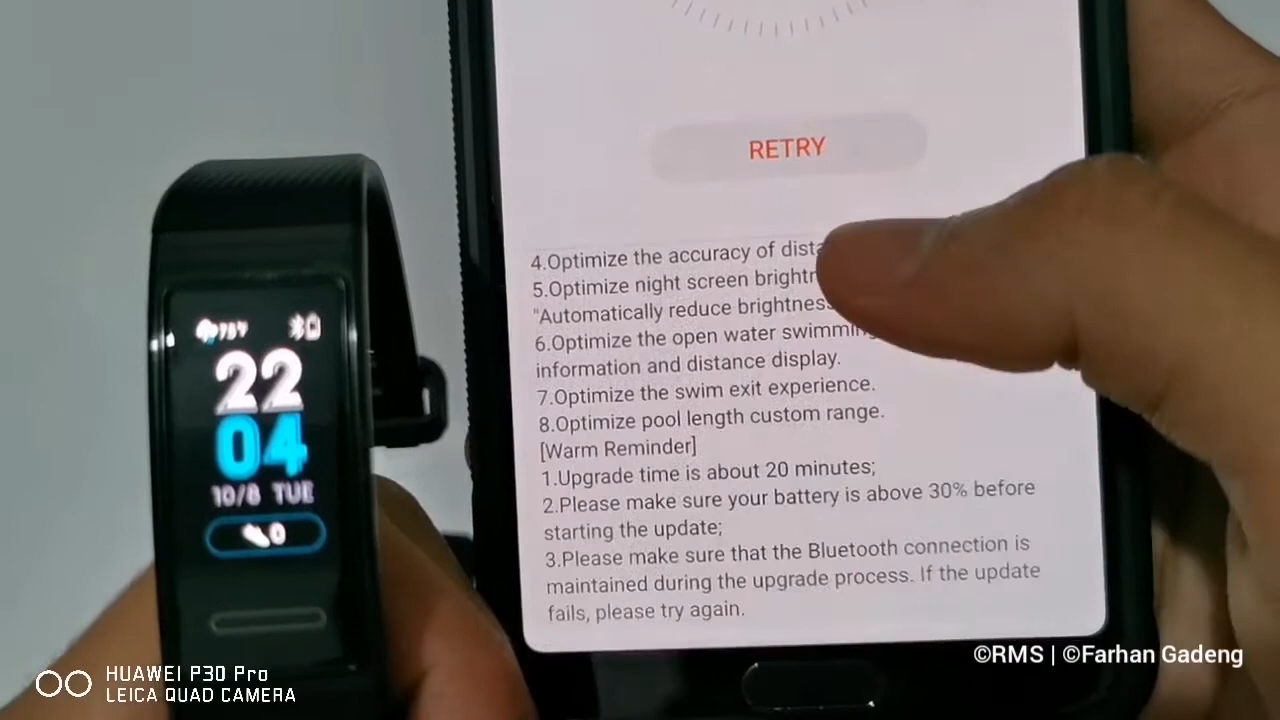 RETRY
4.Optimize the accuracy of
5.Optimize night screen
"Automatically reduce
6.Optimize the open water
information and distance display.
7.Optimize the swim exit experience.
8.Optimize pool length custom range.
[Warm Reminder]
1.Upgrade time is about 20 minutes;
2.Please make sure your battery is above 30% before
starting the update;
3.Please make sure that the Bluetooth connection is
maintained during the upgrade process. If the update
fails, please try again.
22
04
10/8 TUE
0
©RMS | ©Farhan Gadeng
HUAWEI P30 Pro
LEICA QUAD CAMERA